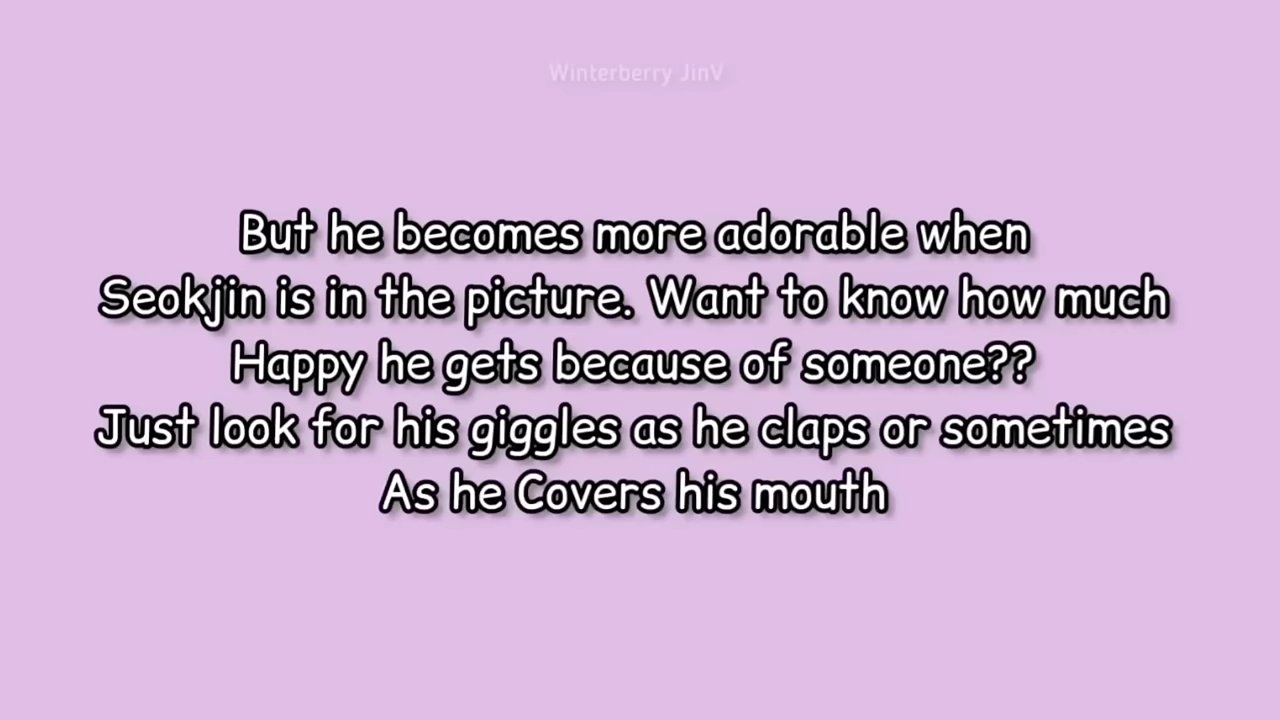 Winterberry JinV
But he becomes more adorable when
Seokjin is in the picture. Want to know how much
Happy he gets because of someone??
Just look for his giggles as he claps or sometimes
As he Covers his mouth